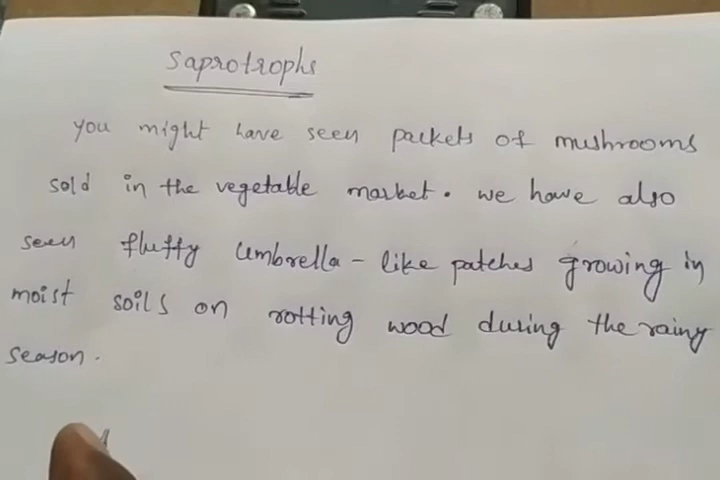 Saprotrophs
you might have seen packets of mushrooms
sold in the vegetable market. we have also
seen fluffy umbrella-like patches growing in
moist soils on rotting wood during the rainy
season.